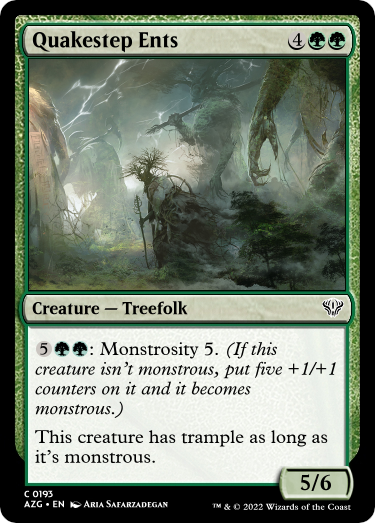 Quakestep Ents 4
Creature — Treefolk
5: Monstrosity 5. (If this
creature isn't monstrous, put five +1/+1
counters on it and it becomes
monstrous.)
This creature has trample as long as
it's monstrous.
5/6
C 0193
AZG • EN Aria Safarzadegan
™ & © 2022 Wizards of the Coast